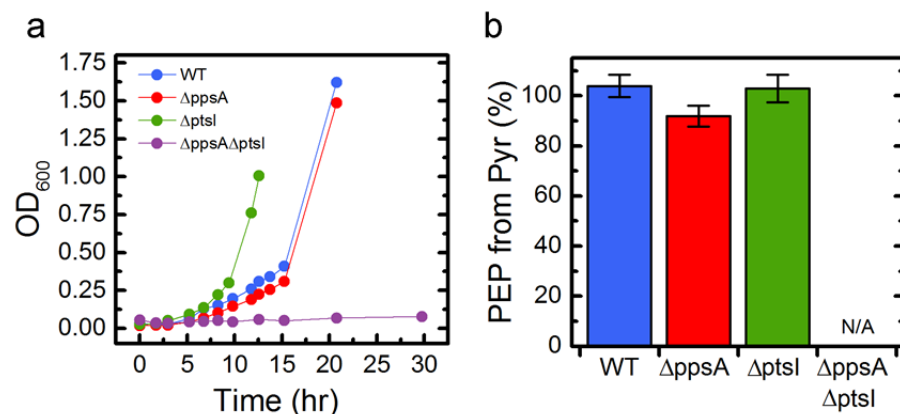 a
OD600
1.75
1.50
1.25
1.00
0.75
0.50
0.25
0.00
WT
ΔppsA
ΔptsI
ΔppsAΔptsI
0 5 10 15 20 25 30
Time (hr)
b
PEP from Pyr (%)
100
80
60
40
20
0
N/A
WT ΔppsA ΔptsI ΔppsA
ΔptsI